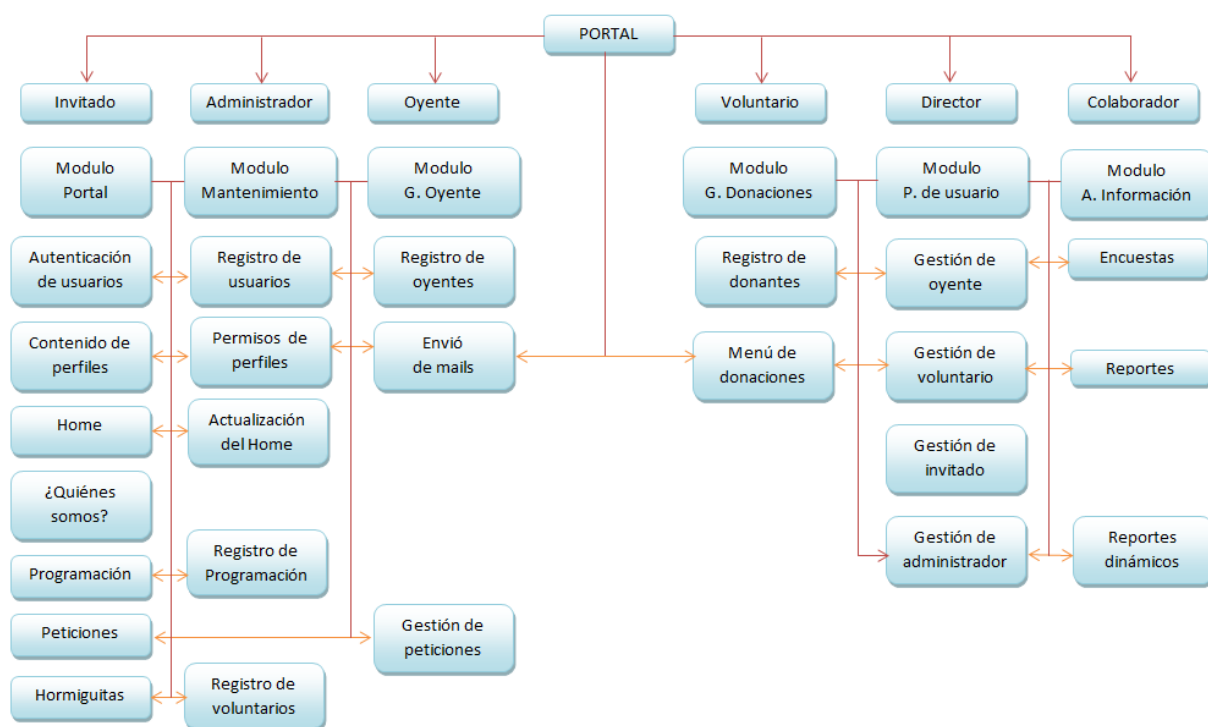 PORTAL
Invitado
Administrador
Oyente
Voluntario
Director
Colaborador
Modulo
Portal
Modulo
Mantenimiento
Modulo
G. Oyente
Modulo
G. Donaciones
Modulo
P. de usuario
Modulo
A. Información
Autenticación
de usuarios
Registro de
usuarios
Registro de
oyentes
Registro de
donantes
Gestión de
oyente
Encuestas
Contenido de
perfiles
Permisos de
perfiles
Envió
de mails
Menú de
donaciones
Gestión de
voluntario
Reportes
Home
Actualización
del Home
Gestión de
invitado
¿Quiénes
somos?
Programación
Registro de
Programación
Gestión de
administrador
Reportes
dinámicos
Peticiones
Gestión de
peticiones
Hormiguitas
Registro de
voluntarios